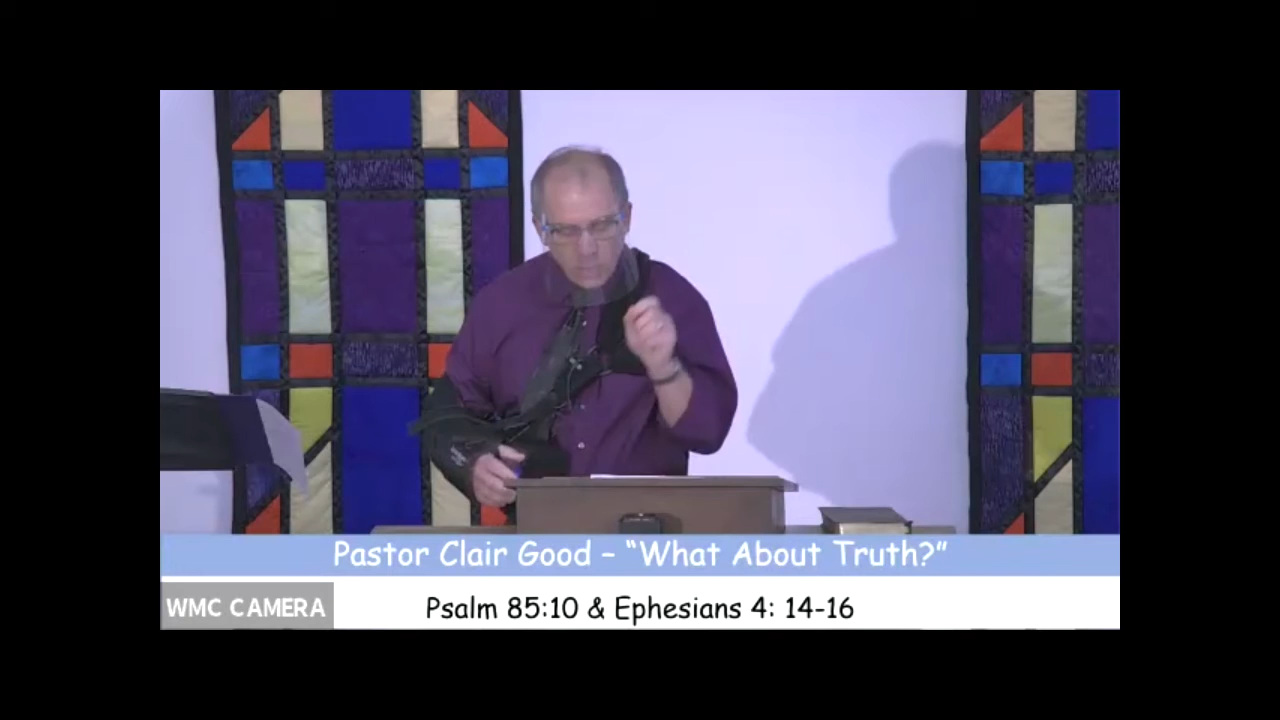 Pastor Clair Good – “What About Truth?”
WMC CAMERA
Psalm 85:10 & Ephesians 4: 14-16